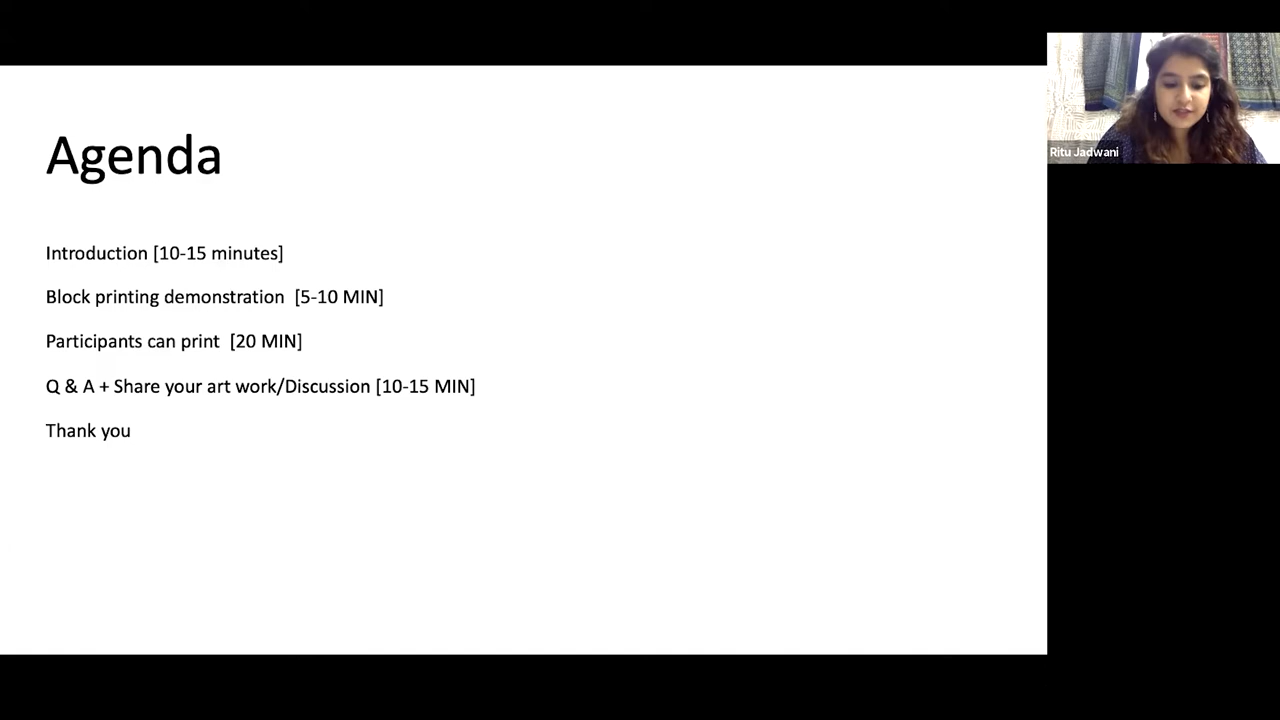 Agenda
Introduction [10-15 minutes]
Block printing demonstration  [5-10 MIN]
Participants can print  [20 MIN]
Q & A + Share your art work/Discussion [10-15 MIN]
Thank you
Ritu Jadwani